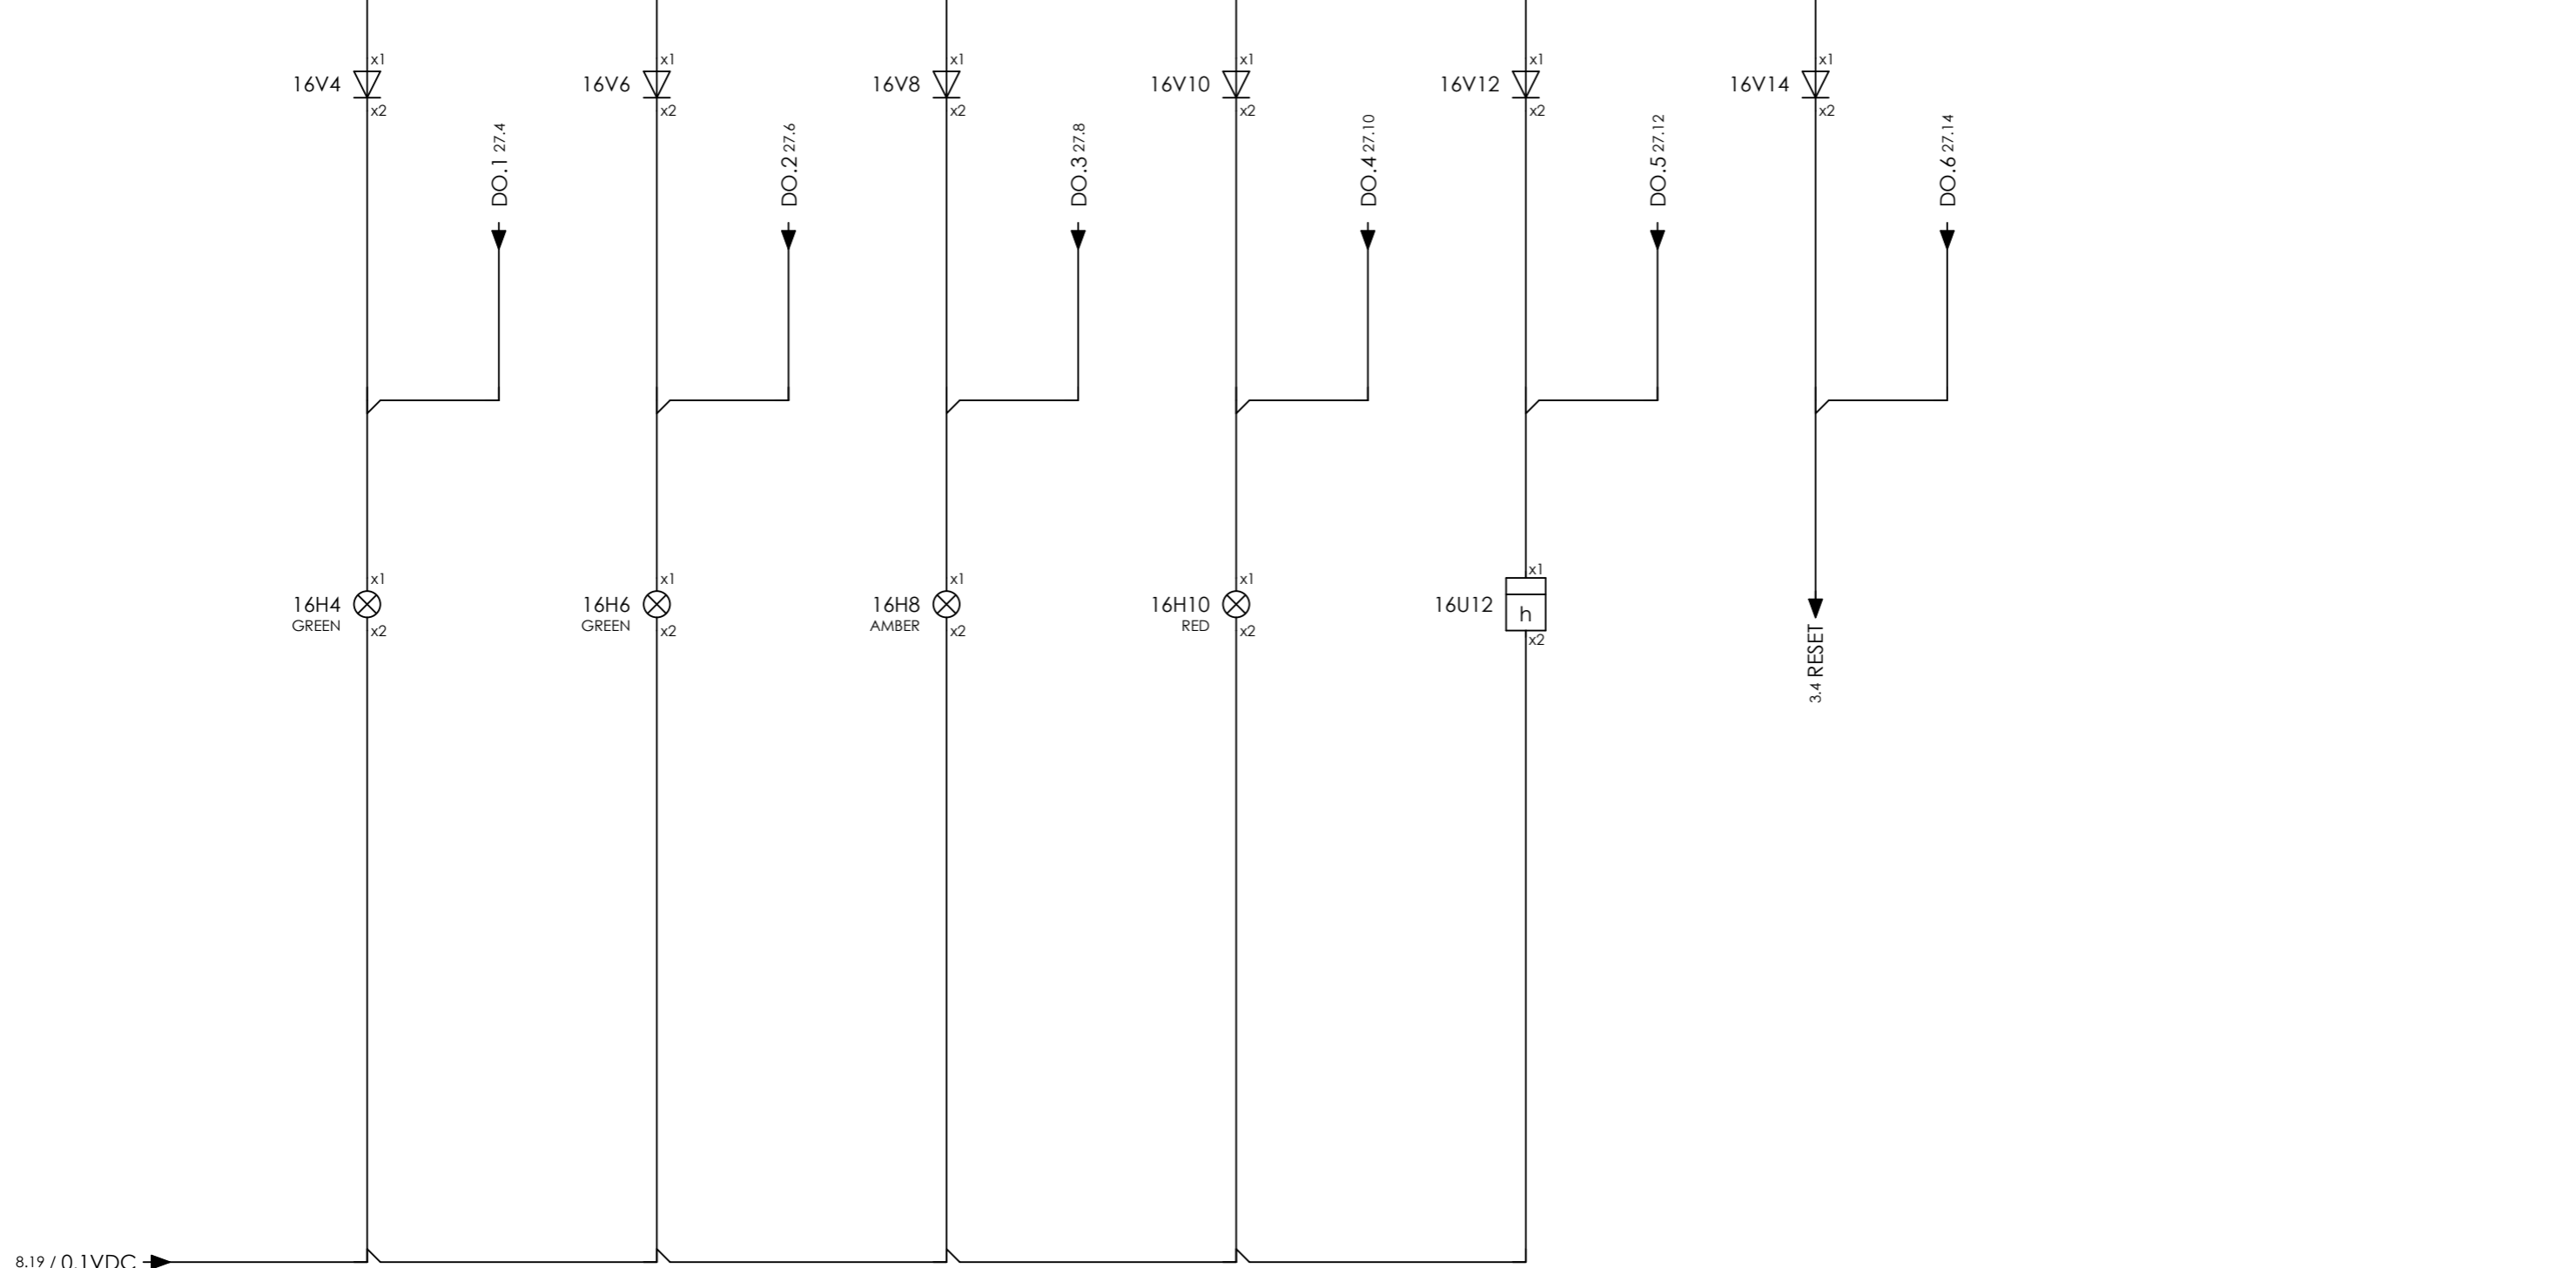 x1 x1 x1 x1 x1 x1
16V4 16V6 16V8 16V10 16V12 16V14
x2 x2 x2 x2 x2 x2
DO.1 27.4
DO.2 27.6
DO.3 27.8
DO.4 27.10
DO.5 27.12
DO.6 27.14
x1 x1 x1 x1 x1
16H4 16H6 16H8 16H10 16U12 h
GREEN GREEN AMBER RED
x2 x2 x2 x2 x2
3.4 RESET
8.19 / 0.1VDC